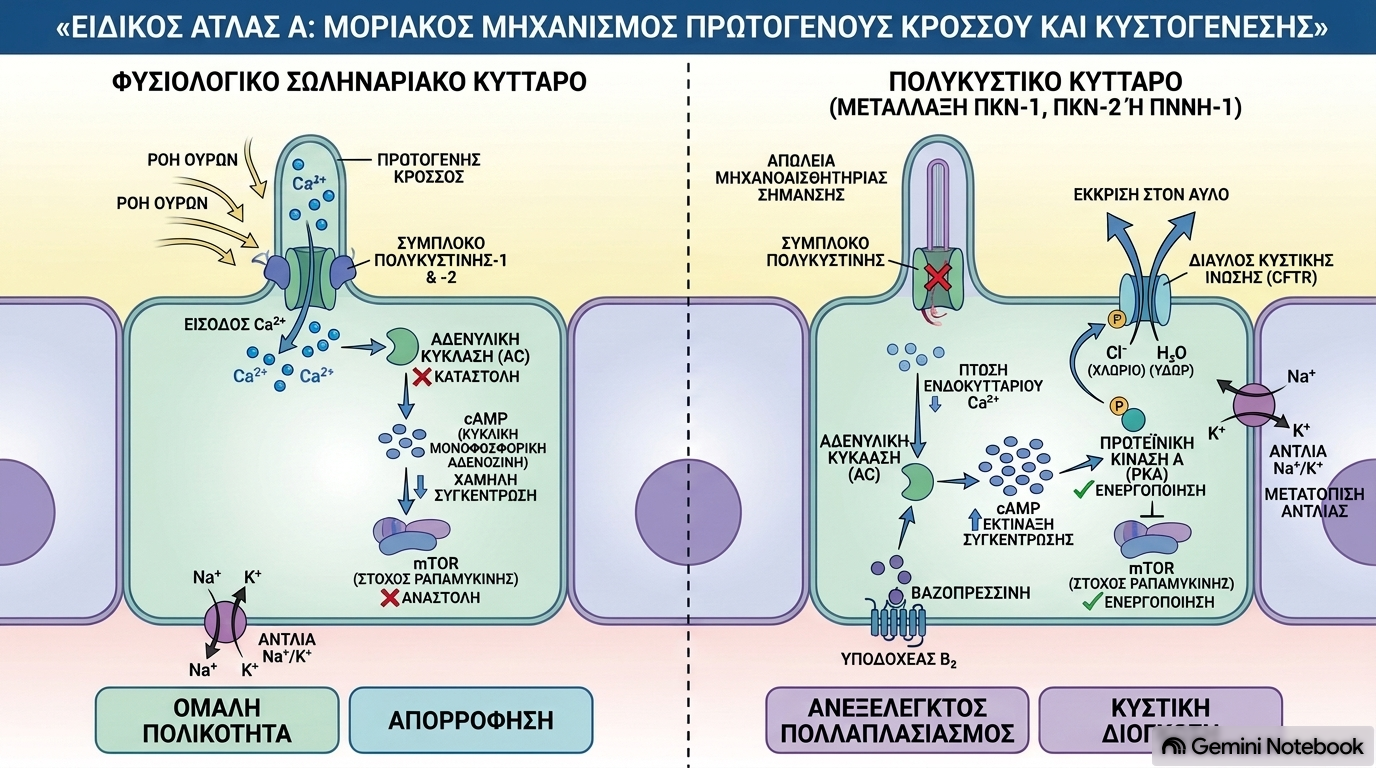 «ΕΙΔΙΚΟΣ ΑΤΛΑΣ Α: ΜΟΡΙΑΚΟΣ ΜΗΧΑΝΙΣΜΟΣ ΠΡΩΤΟΓΕΝΟΥΣ ΚΡΟΣΣΟΥ ΚΑΙ ΚΥΣΤΟΓΕΝΕΣΗΣ»
ΦΥΣΙΟΛΟΓΙΚΟ ΣΩΛΗΝΑΡΙΑΚΟ ΚΥΤΤΑΡΟ
ΡΟΗ ΟΥΡΩΝ
ΡΟΗ ΟΥΡΩΝ
Ca²⁺
ΠΡΩΤΟΓΕΝΗΣ
ΚΡΟΣΣΟΣ
ΣΥΜΠΛΟΚΟ
ΠΟΛΥΚΥΣΤΙΝΗΣ-1
& -2
ΕΙΣΟΔΟΣ Ca²⁺
Ca²⁺
Ca²⁺
ΑΔΕΝΥΛΙΚΗ
ΚΥΚΛΑΣΗ (AC)
ΚΑΤΑΣΤΟΛΗ
cAMP
(ΚΥΚΛΙΚΗ
ΜΟΝΟΦΩΣΦΟΡΙΚΗ
ΑΔΕΝΟΖΙΝΗ)
ΧΑΜΗΛΗ
ΣΥΓΚΕΝΤΡΩΣΗ
mTOR
(ΣΤΟΧΟΣ ΡΑΠΑΜΥΚΙΝΗΣ)
ΑΝΑΣΤΟΛΗ
Na⁺
K⁺
ΑΝΤΛΙΑ
Na⁺/K⁺
Na⁺
K⁺
ΟΜΑΛΗ
ΠΟΛΙΚΟΤΗΤΑ
ΑΠΟΡΡΟΦΗΣΗ
ΠΟΛΥΚΥΣΤΙΚΟ ΚΥΤΤΑΡΟ
(ΜΕΤΑΛΛΑΞΗ ΠΚΝ-1, ΠΚΝ-2 Ή ΠΝΝΗ-1)
ΑΠΩΛΕΙΑ
ΜΗΧΑΝΟΑΙΣΘΗΤΗΡΙΑΣ
ΣΗΜΑΝΣΗΣ
ΣΥΜΠΛΟΚΟ
ΠΟΛΥΚΥΣΤΙΝΗΣ
ΕΚΚΡΙΣΗ ΣΤΟΝ ΑΥΛΟ
ΔΙΑΥΛΟΣ ΚΥΣΤΙΚΗΣ
ΙΝΩΣΗΣ (CFTR)
P
Cl⁻
H₂O
(ΧΛΩΡΙΟ)
(ΥΔΩΡ)
ΠΤΩΣΗ
ΕΝΔΟΚΥΤΤΑΡΙΟΥ
Ca²⁺
ΑΔΕΝΥΛΙΚΗ
ΚΥΚΑΑΣΗ
(AC)
cAMP
ΕΚΤΙΝΑΞΗ
ΣΥΓΚΕΝΤΡΩΣΗΣ
P
ΠΡΩΤΕΪΝΙΚΗ
ΚΙΝΑΣΗ Α
(PKA)
ΕΝΕΡΓΟΠΟΙΗΣΗ
mTOR
(ΣΤΟΧΟΣ ΡΑΠΑΜΥΚΙΝΗΣ)
ΕΝΕΡΓΟΠΟΙΗΣΗ
ΒΑΖΟΠΡΕΣΣΙΝΗ
ΥΠΟΔΟΧΕΑΣ Β₂
Na⁺
K⁺
K⁺
ΑΝΤΛΙΑ
Na⁺/K⁺
ΜΕΤΑΤΟΠΙΣΗ
ΑΝΤΛΙΑΣ
ΑΝΕΞΕΛΕΓΚΤΟΣ
ΠΟΛΛΑΠΛΑΣΙΑΣΜΟΣ
ΚΥΣΤΙΚΗ
Gemini Notebook